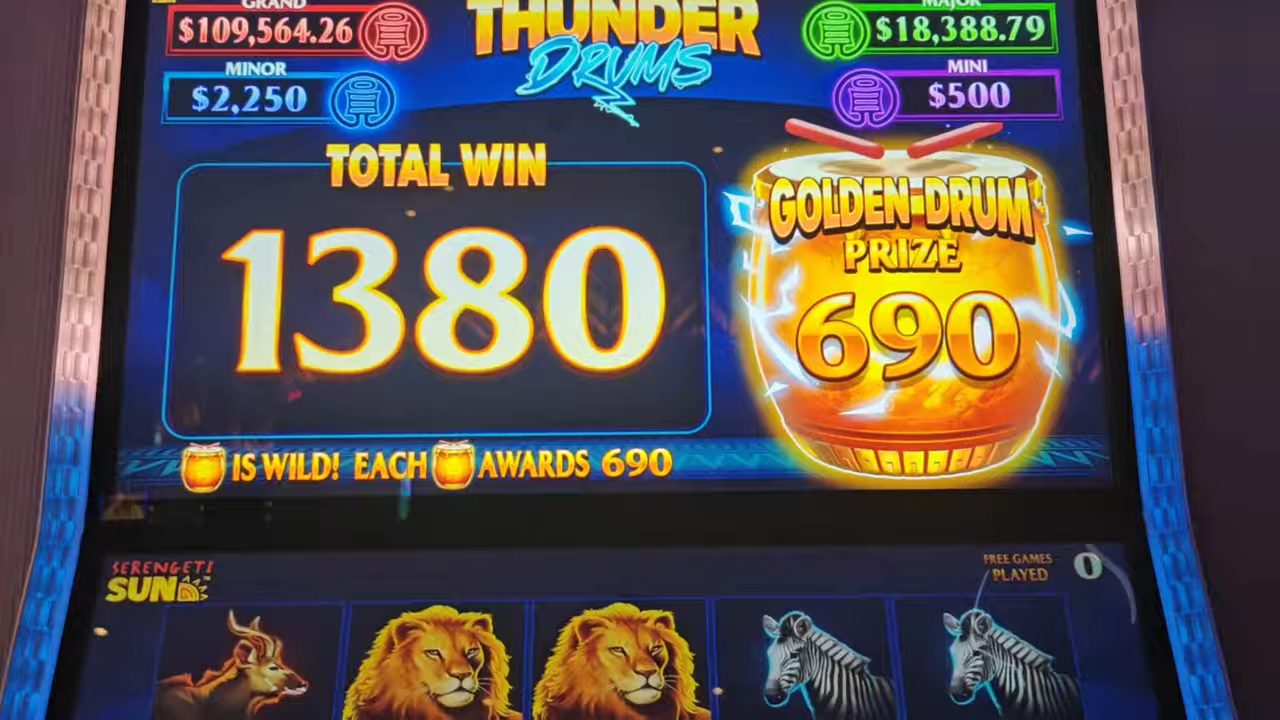 GRAND
$109,564.26
MINOR
$2,250
THUNDER
DRUMS
MAJOR
$18,388.79
MINI
$500
TOTAL WIN
1380
GOLDEN DRUM
PRIZE
690
IS WILD! EACH AWARDS 690
SERENGETI
SUN™
FREE GAMES
PLAYED
0